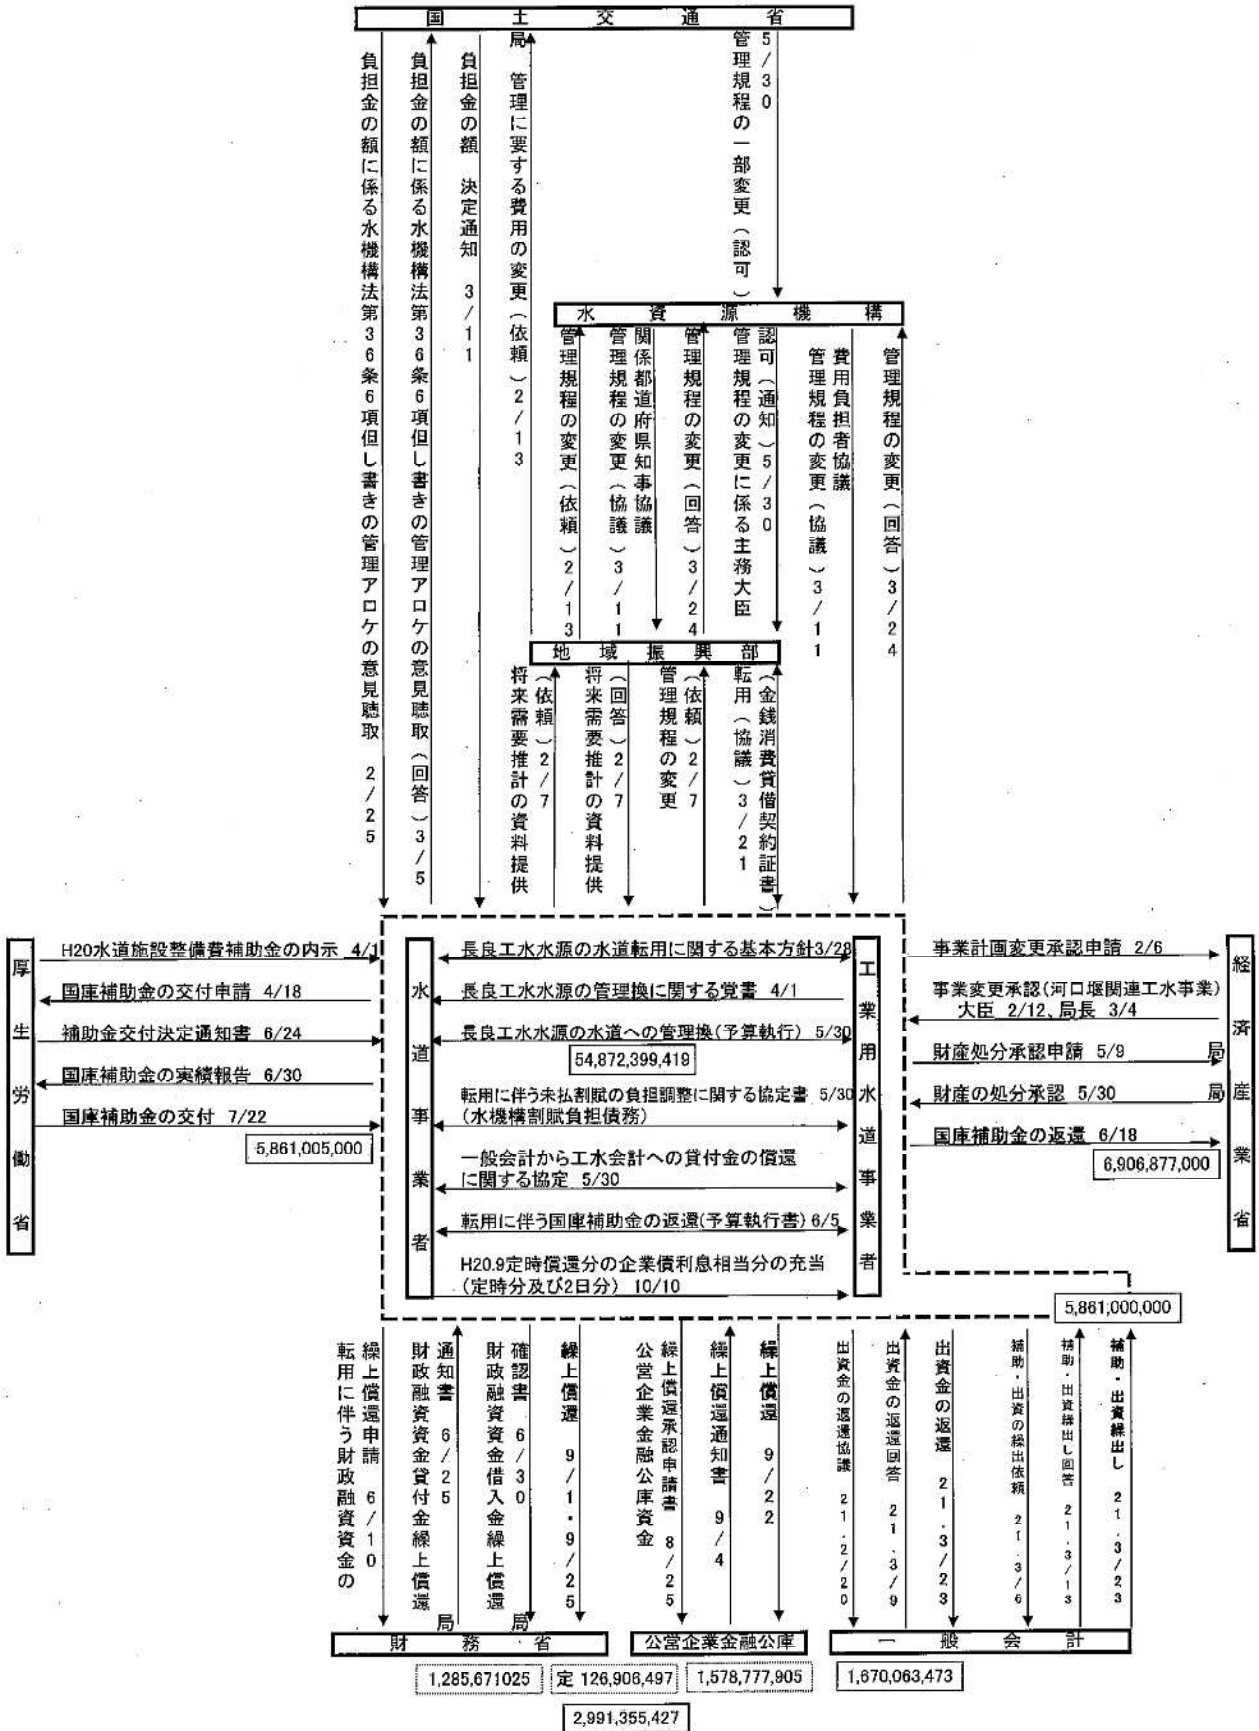 国土交通省
負担金の額に係る水機構法第36条6項但し書きの管理アロケの意見聴取 2/25
負担金の額に係る水機構法第36条6項但し書きの管理アロケの意見聴取(回答)3/5
負担金の額 決定通知 3/11
局
管理に要する費用の変更(依頼)2/13
5/30
管理規程の一部変更(認可)
水資源機構
管理規程の変更(依頼)2/13
関係都道府県知事協議
管理規程の変更(協議)3/11
管理規程の変更(回答)3/24
認可(通知)5/30
管理規程の変更に係る主務大臣
費用負担者協議
管理規程の変更(協議)3/11
管理規程の変更(回答)3/24
地域振興部
(依頼)2/7
将来需要推計の資料提供
(回答)2/7
将来需要推計の資料提供
(依頼)2/7
管理規程の変更
(金銭消費貸借契約証書)
転用(協議)3/21
厚生労働省
H20水道施設整備費補助金の内示 4/1
国庫補助金の交付申請 4/18
補助金交付決定通知書 6/24
国庫補助金の実績報告 6/30
国庫補助金の交付 7/22
5,861,005,000
水道事業者
長良工水水源の水道転用に関する基本方針3/28
長良工水水源の管理換に関する覚書 4/1
長良工水水源の水道への管理換(予算執行) 5/30
54,872,399,419
転用に伴う未払割賦の負担調整に関する協定書 5/30
(水機構割賦負担債務)
一般会計から工水会計への貸付金の償還
に関する協定 5/30
転用に伴う国庫補助金の返還(予算執行書) 6/5
H20.9定時償還分の企業債利息相当分の充当
(定時分及び2日分) 10/10
工業用水道事業者
事業計画変更承認申請 2/6
事業変更承認(河口堰関連工水事業)
大臣 2/12、局長 3/4
財産処分承認申請 5/9
局
財産の処分承認 5/30
局
国庫補助金の返還 6/18
6,906,877,000
経済産業省
5,861,000,000
繰上償還申請 6/10
転用に伴う財政融資資金の
通知書 6/25
財政融資資金貸付金繰上償還
局
確認書 6/30
財政融資資金借入金繰上償還
局
繰上償還 9/1・9/25
繰上償還承認申請書 8/25
公営企業金融公庫資金
繰上償還通知書 9/4
繰上償還 9/22
出資金の返還協議 21.2/20
出資金の返還回答 21.3/9
出資金の返還 21.3/23
補助・出資の繰出依頼 21.3/6
補助・出資繰出し回答 21.3/13
補助・出資繰出し 21.3/23
財務省
公営企業金融公庫
一般会計
1,285,671025
定 126,906,497
1,578,777,905
1,670,063,473
2,991,355,427